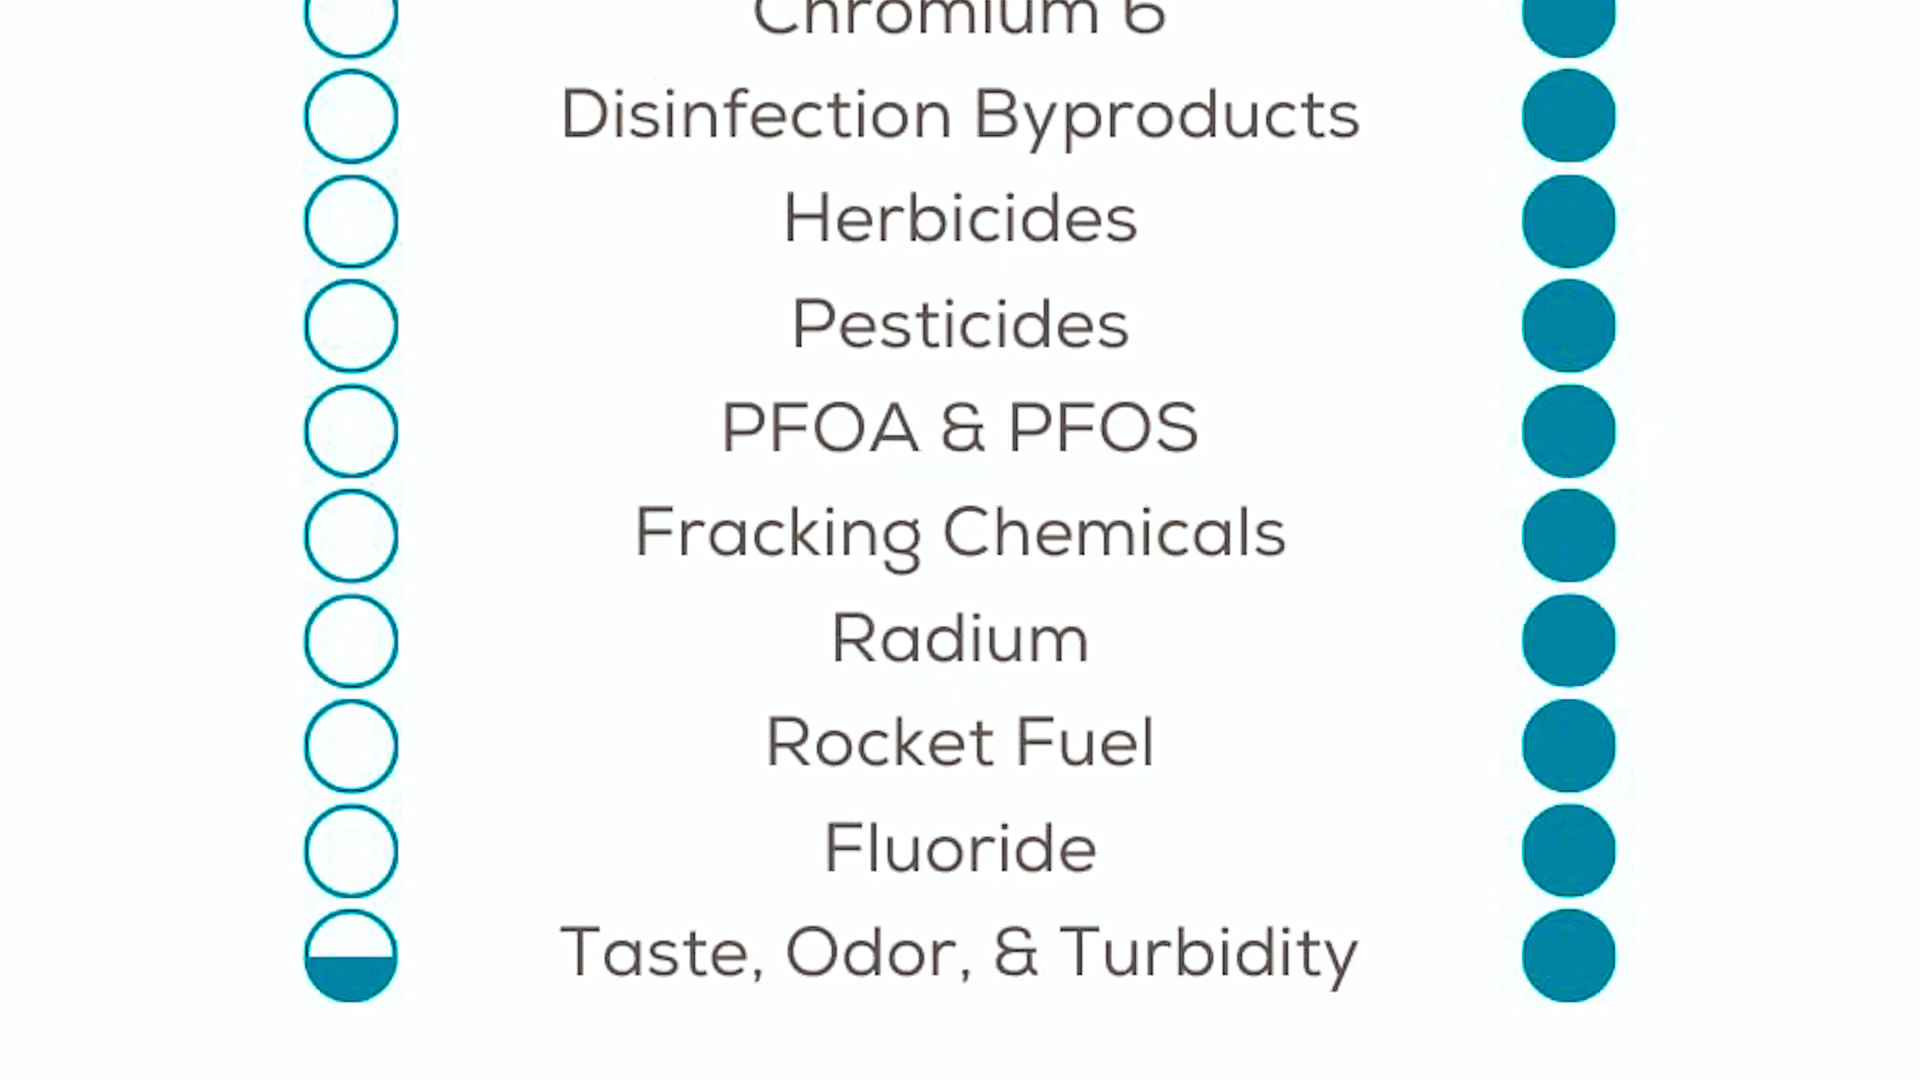 Chromium 6
Disinfection Byproducts
Herbicides
Pesticides
PFOA & PFOS
Fracking Chemicals
Radium
Rocket Fuel
Fluoride
Taste, Odor, & Turbidity